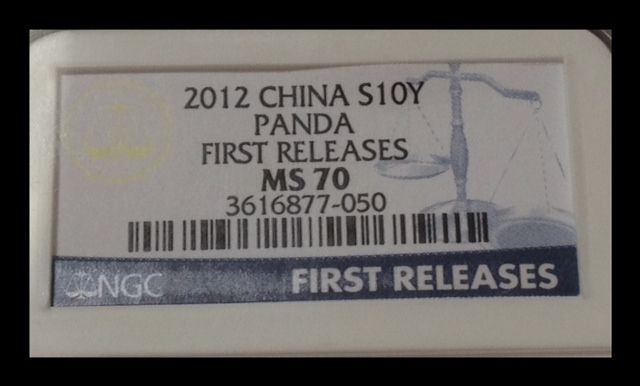 2012 CHINA S10Y
PANDA
FIRST RELEASES
MS 70
3616877-050
NGC
FIRST RELEASES